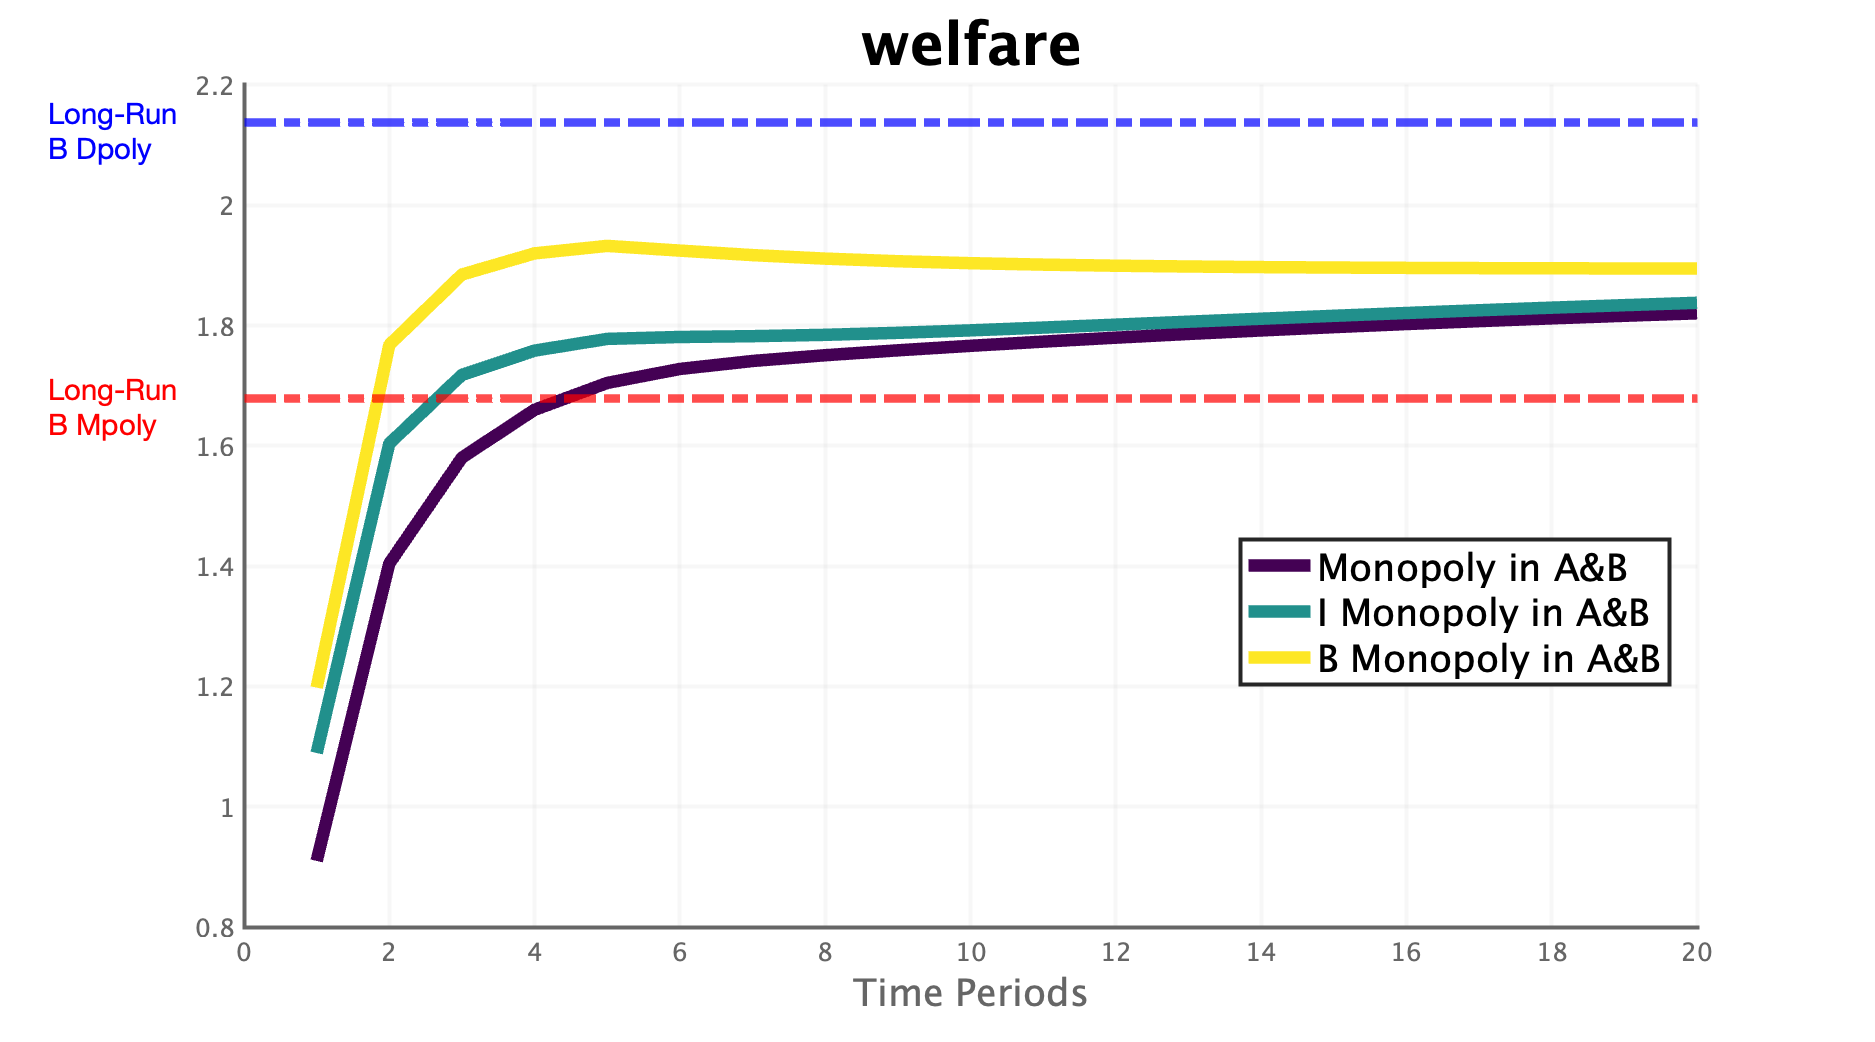 welfare
Long-Run
B Dpoly
Long-Run
B Mpoly
2.2
2
1.8
1.6
1.4
1.2
1
0.8
0 2 4 6 8 10 12 14 16 18 20
Time Periods
Monopoly in A&B
I Monopoly in A&B
B Monopoly in A&B